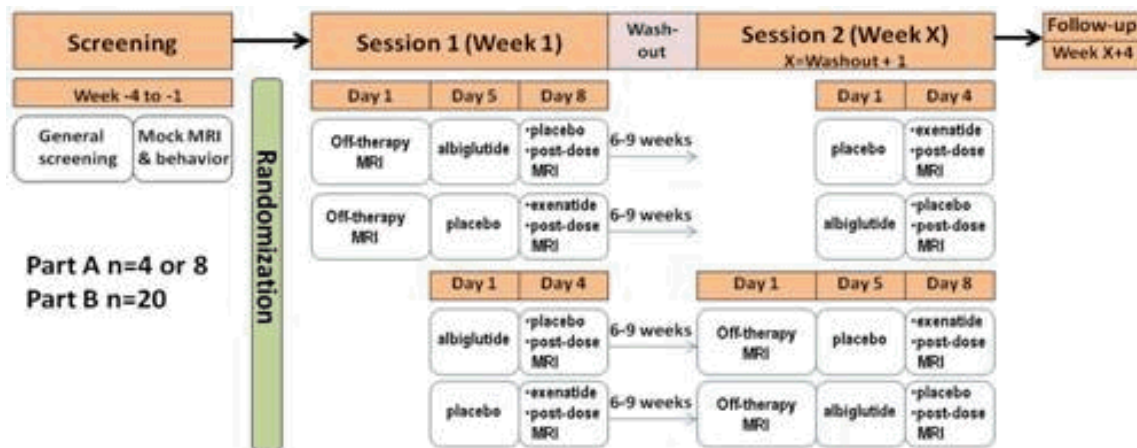 Screening
Session 1 (Week 1)
Wash-
out
Session 2 (Week X)
X=Washout + 1
Follow-up
Week X+4
Week -4 to -1
General
screening
Mock MRI
& behavior
Part A n=4 or 8
Part B n=20
Randomization
Day 1
Day 5
Day 8
Off-therapy
MRI
albiglutide
•placebo
•post-dose
MRI
6-9 weeks
Day 1
Day 4
placebo
•exenatide
•post-dose
MRI
Off-therapy
MRI
placebo
•exenatide
•post-dose
MRI
6-9 weeks
albiglutide
•placebo
•post-dose
MRI
Day 1
Day 4
albiglutide
•placebo
•post-dose
MRI
6-9 weeks
Day 1
Day 5
Day 8
Off-therapy
MRI
placebo
•exenatide
•post-dose
MRI
placebo
•exenatide
•post-dose
MRI
6-9 weeks
Off-therapy
MRI
albiglutide
•placebo
•post-dose
MRI